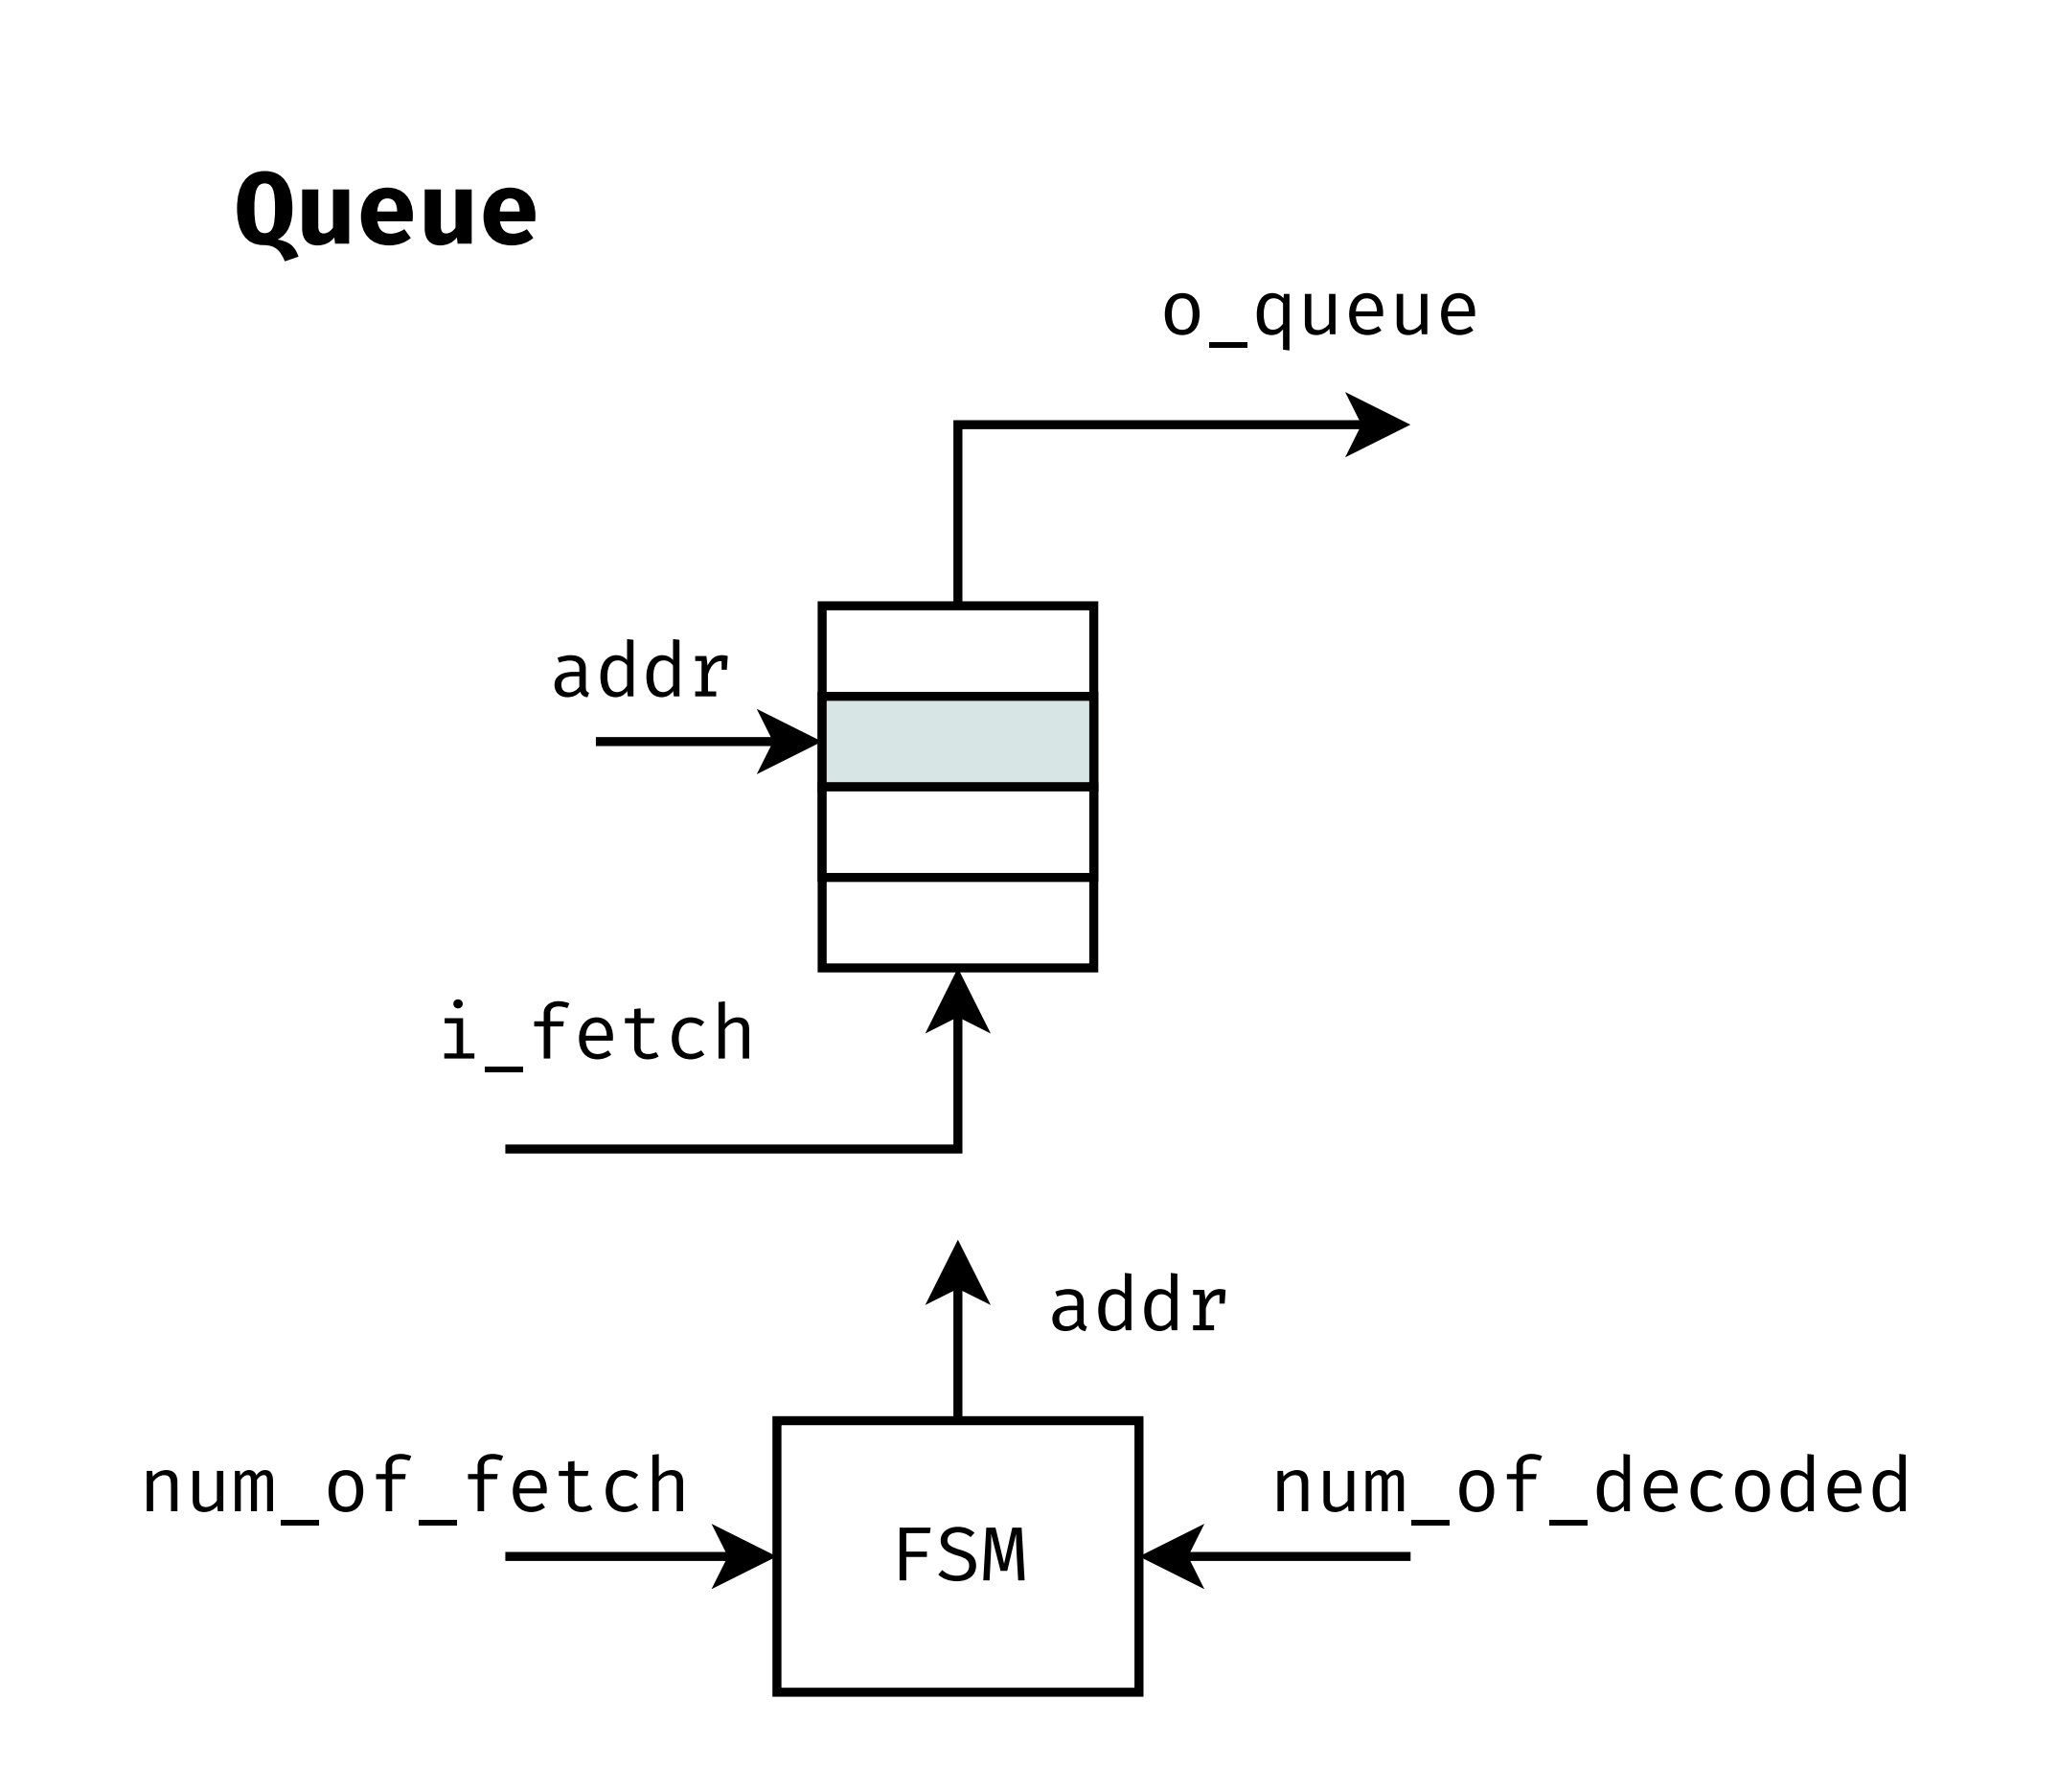 Queue
o_queue
addr
i_fetch
addr
num_of_fetch
num_of_decoded
FSM